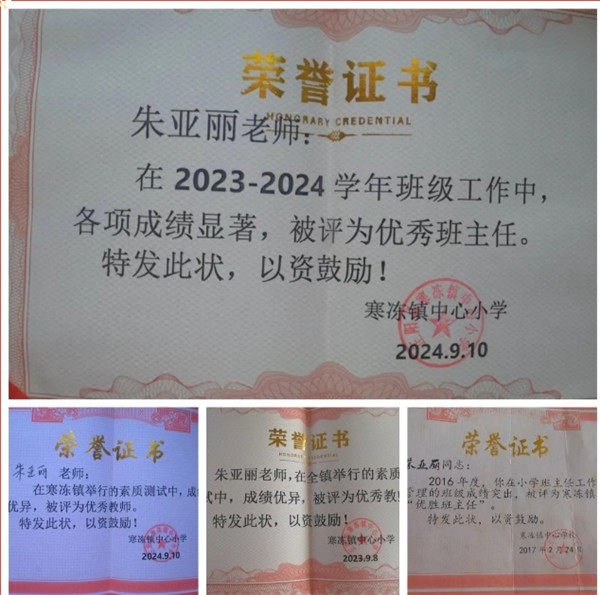 荣誉证书
HONORARY CREDENTIAL
朱亚丽老师：
在 2023-2024 学年班级工作中，
各项成绩显著，被评为优秀班主任。
特发此状，以资鼓励！
寒冻镇中心小学
2024.9.10
荣誉证书
朱亚丽 老师：
在寒冻镇举行的素质测试中，成
优异，被评为优秀教师。
特发此状，以资鼓励！
寒冻镇中心小学
2024.9.10
荣誉证书
朱亚丽老师，在全镇举行的素质
式中，成绩优异，被评为优秀教师
特发此状，以资鼓励！
寒冻镇中心小学
2023.9.8
荣誉证书
朱亚丽同志：
2016 年度，你在小学班主任工作
管理的班级成绩突出，被评为寒冻镇
“优胜班主任”。
特发此状，以资鼓励。
寒冻镇中心学校
2017 年 2 月 24 日